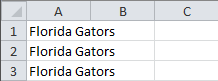 A B C
1 Florida Gators
2 Florida Gators
3 Florida Gators